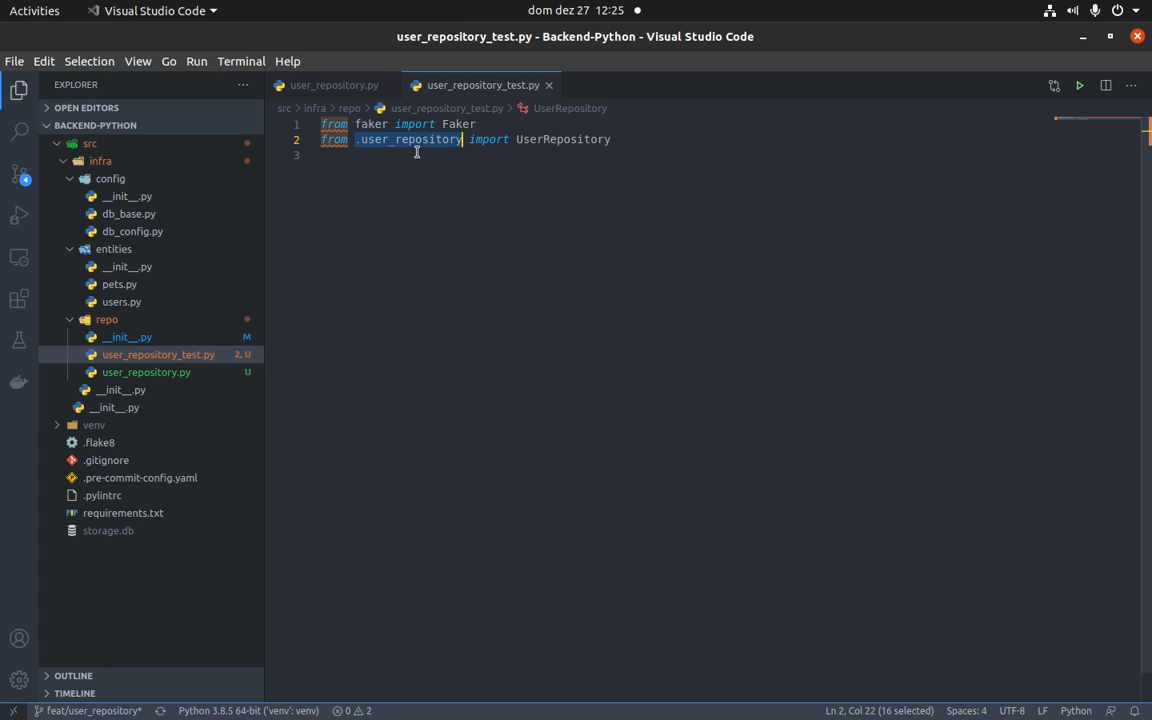 Activities Visual Studio Code dom dez 27 12:25
user_repository_test.py - Backend-Python - Visual Studio Code
File Edit Selection View Go Run Terminal Help
EXPLORER
OPEN EDITORS
BACKEND-PYTHON
src
infra
config
__init__.py
db_base.py
db_config.py
entities
__init__.py
pets.py
users.py
repo
__init__.py M
user_repository_test.py 2, U
user_repository.py U
__init__.py
__init__.py
venv
.flake8
.gitignore
.pre-commit-config.yaml
.pylintrc
requirements.txt
storage.db
OUTLINE
TIMELINE
4
user_repository.py user_repository_test.py
src > infra > repo > user_repository_test.py > UserRepository
1 from faker import Faker
2 from .user_repository import UserRepository
3
feat/user_repository* Python 3.8.5 64-bit ('venv': venv) 0 2 Ln 2, Col 22 (16 selected) Spaces: 4 UTF-8 LF Python